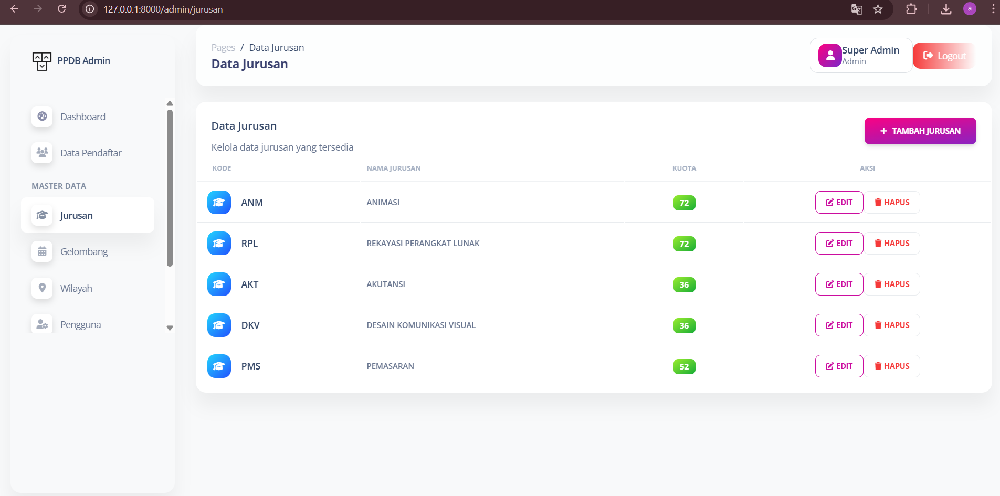 127.0.0.1:8000/admin/jurusan
a
PPDB Admin
Dashboard
Data Pendaftar
MASTER DATA
Jurusan
Gelombang
Wilayah
Pengguna
Pages / Data Jurusan
Data Jurusan
Super Admin
Admin
Logout
Data Jurusan
Kelola data jurusan yang tersedia
+ TAMBAH JURUSAN
KODE NAMA JURUSAN KUOTA AKSI
ANM ANIMASI 72 EDIT HAPUS
RPL REKAYASI PERANGKAT LUNAK 72 EDIT HAPUS
AKT AKUTANSI 36 EDIT HAPUS
DKV DESAIN KOMUNIKASI VISUAL 36 EDIT HAPUS
PMS PEMASARAN 52 EDIT HAPUS